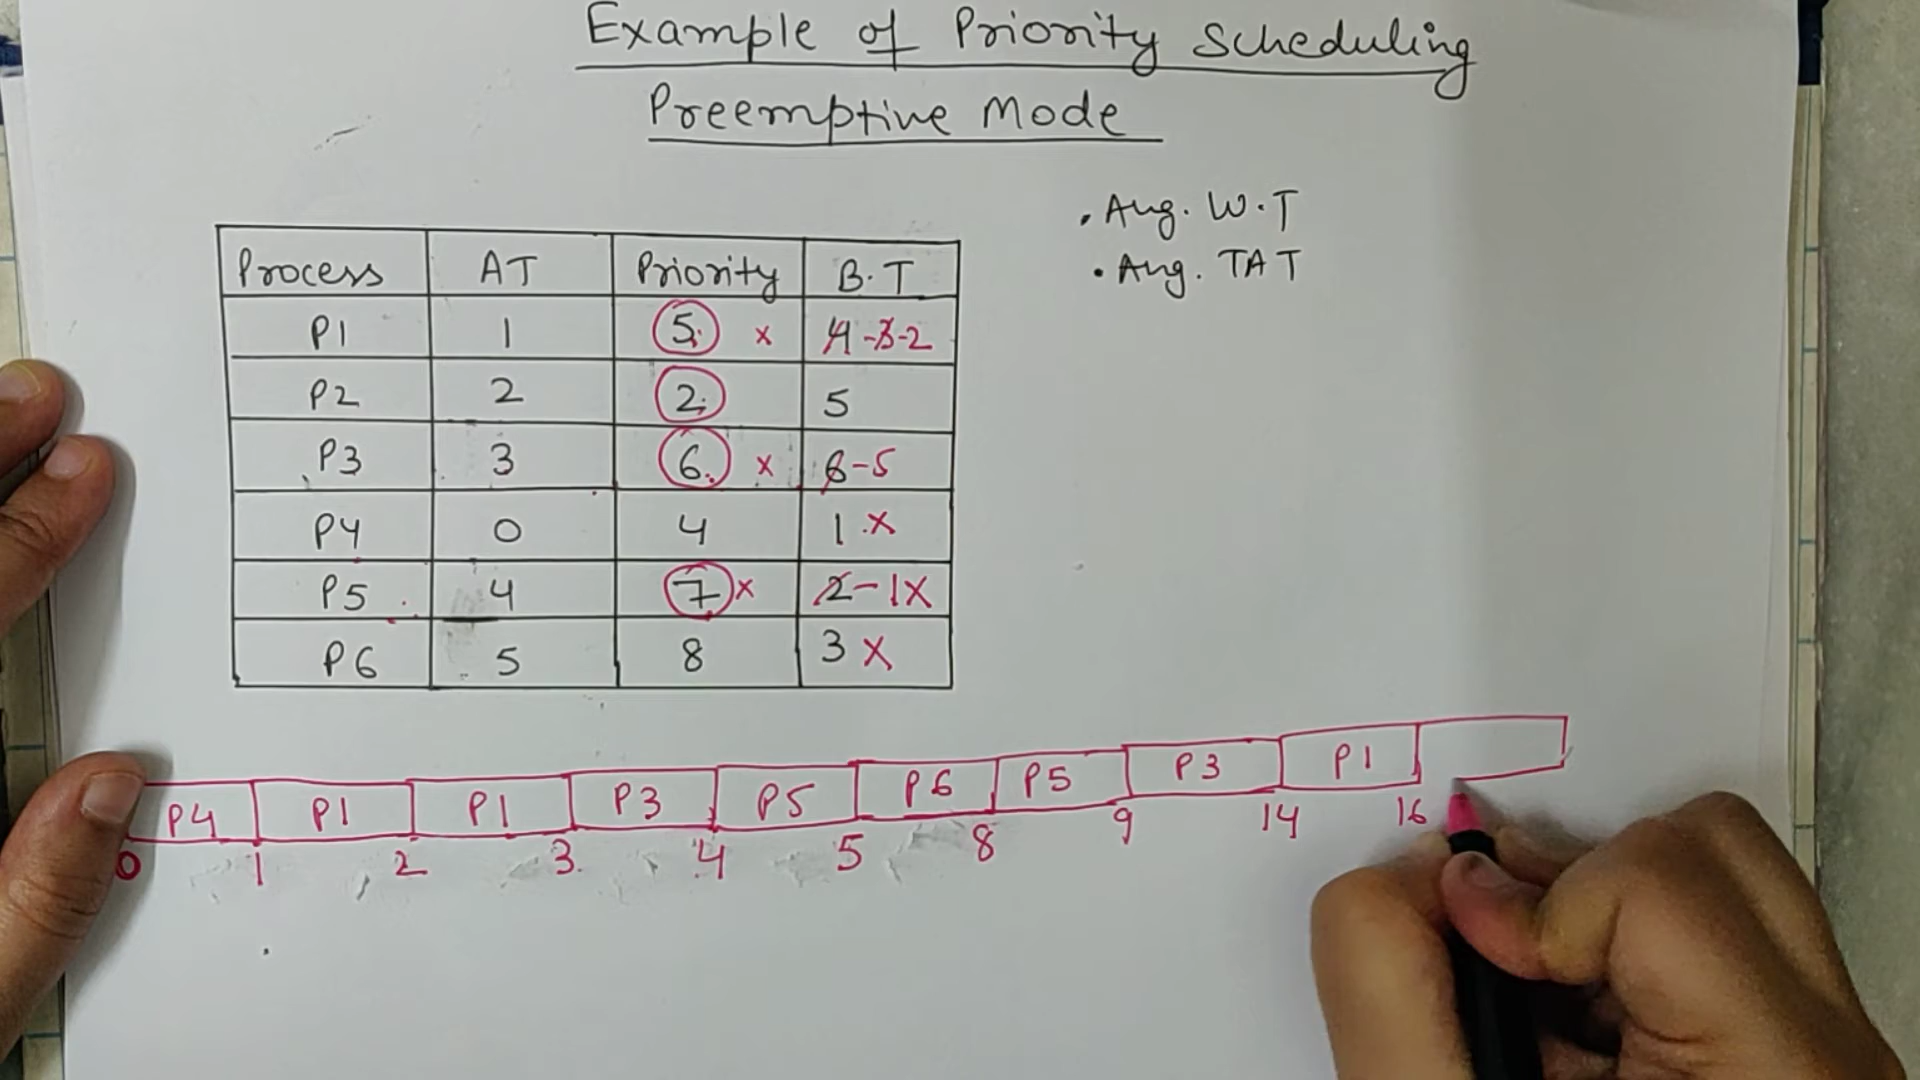 Example of Priority Scheduling
Preemptive Mode
• Avg. W.T
• Avg. TAT
Process AT Priority B.T
P1 1 5 x 4-3-2
P2 2 2 5
P3 3 6 x 6-5
P4 0 4 1 x
P5 4 7 x 2-1x
P6 5 8 3 x
P4 P1 P1 P3 P5 P6 P5 P3 P1
0 1 2 3 4 5 8 9 14 16